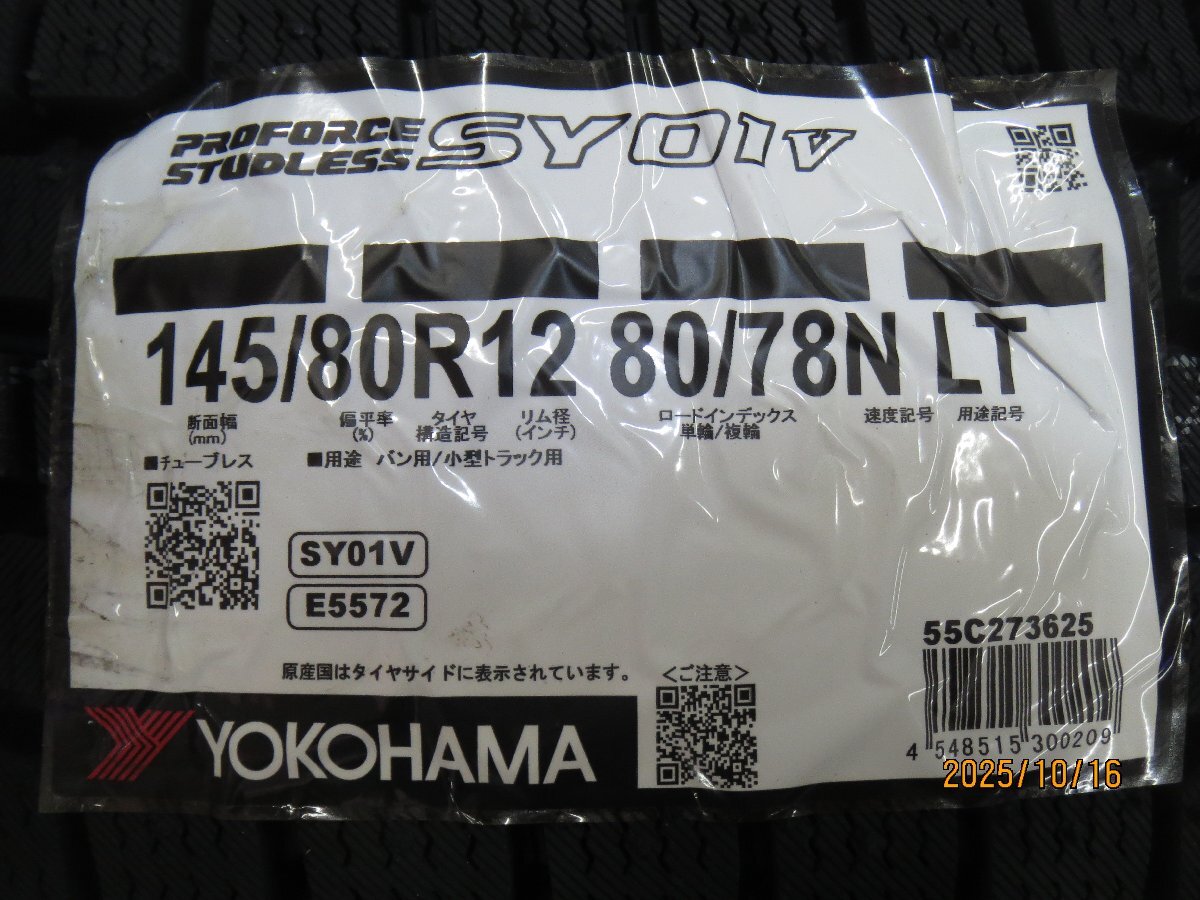 PROFORCE
STUDLESS SY01V
145/80R12 80/78N LT
断面幅 偏平率 タイヤ リム径 ロードインデックス 速度記号 用途記号
(mm) (%) 構造記号 (インチ) 単輪/複輪
■チューブレス ■用途 バン用/小型トラック用
SY01V
E5572
55C273625
原産国はタイヤサイドに表示されています。 <ご注意>
YOKOHAMA
4 548515 300209
2025/10/16